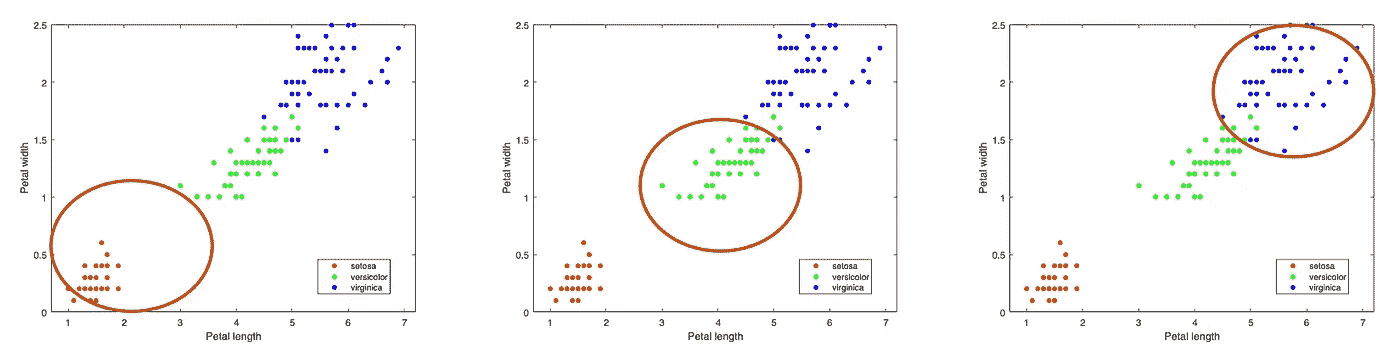 2.5
2
1.5
1
0.5
0
Petal width
1 2 3 4 5 6 7
Petal length
setosa
versicolor
virginica
2.5
2
1.5
1
0.5
0
Petal width
1 2 3 4 5 6 7
Petal length
setosa
versicolor
virginica
2.5
2
1.5
1
0.5
0
Petal width
1 2 3 4 5 6 7
Petal length
setosa
versicolor
virginica